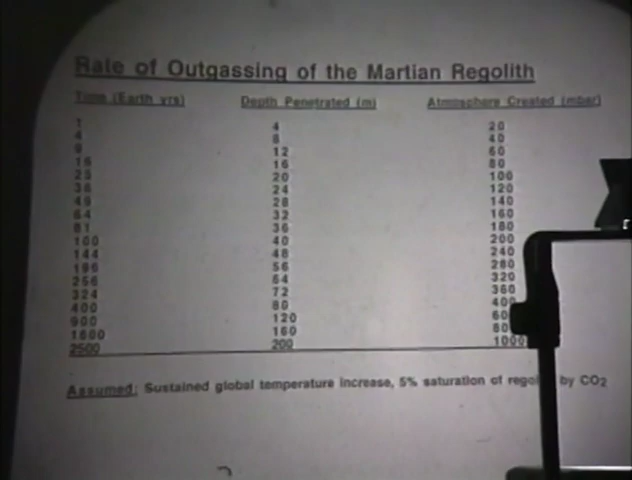 Rate of Outgassing of the Martian Regolith
Time (Earth yrs) Depth Penetrated (m) Atmosphere Created (mbar)
1 4 20
4 8 40
9 12 60
16 16 80
25 20 100
36 24 120
49 28 140
64 32 160
81 36 180
100 40 200
144 48 240
196 56 280
256 64 320
324 72 360
400 80 400
900 120 60
1600 160 80
2500 200 1000
Assumed: Sustained global temperature increase, 5% saturation of rego by CO2